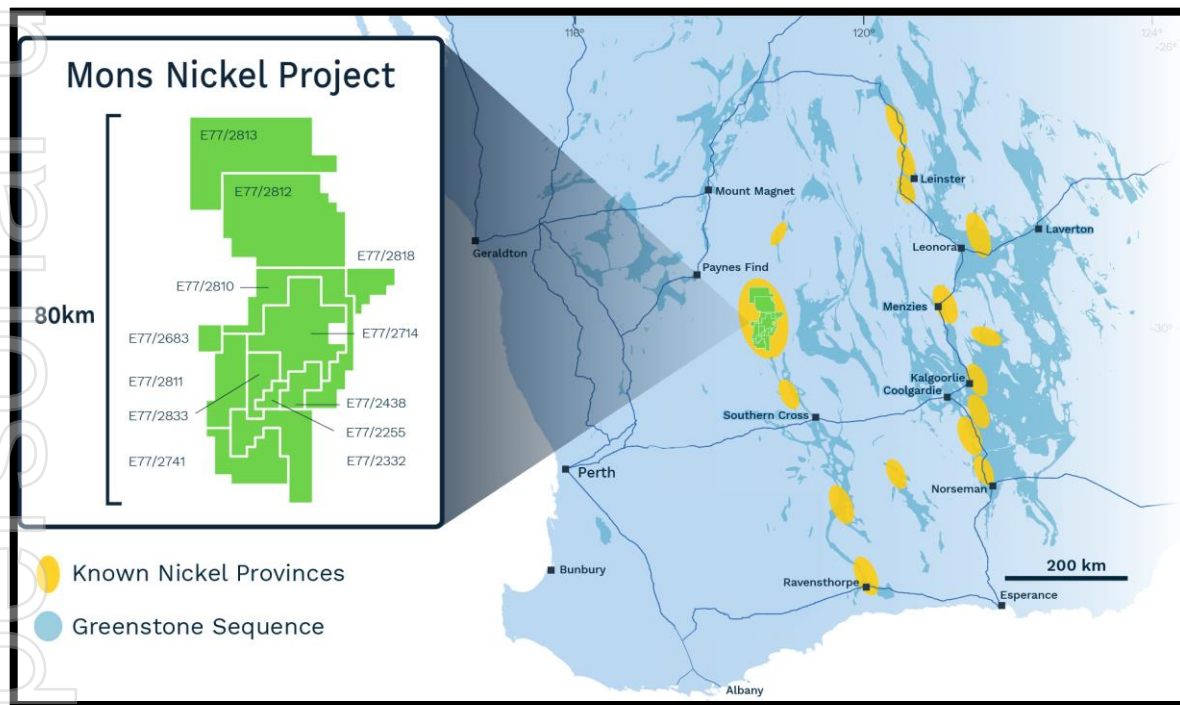 Mons Nickel Project
80km
E77/2813
E77/2812
E77/2818
E77/2810
E77/2714
E77/2683
E77/2811
E77/2833
E77/2438
E77/2255
E77/2741
E77/2332
Known Nickel Provinces
Greenstone Sequence
116°
120°
124°
-26°
-30°
Leinster
Mount Magnet
Laverton
Geraldton
Leonora
Paynes Find
Menzies
Kalgoorlie
Coolgardie
Southern Cross
Perth
Norseman
Bunbury
200 km
Ravensthorpe
Esperance
Albany